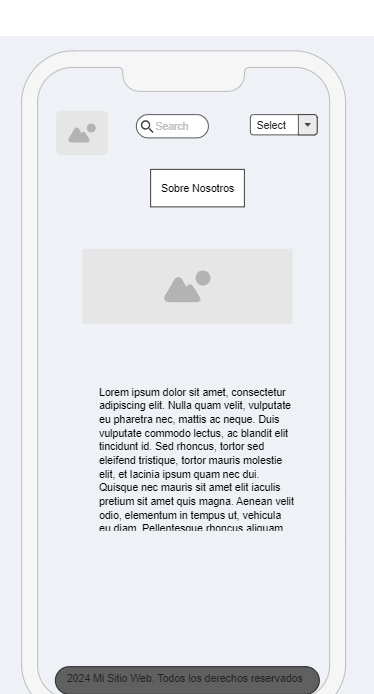 Search
Select
Sobre Nosotros
Lorem ipsum dolor sit amet, consectetur
adipiscing elit. Nulla quam velit, vulputate
eu pharetra nec, mattis ac neque. Duis
vulputate commodo lectus, ac blandit elit
tincidunt id. Sed rhoncus, tortor sed
eleifend tristique, tortor mauris molestie
elit, et lacinia ipsum quam nec dui.
Quisque nec mauris sit amet elit iaculis
pretium sit amet quis magna. Aenean velit
odio, elementum in tempus ut, vehicula
eu diam. Pellentesque rhoncus aliquam
2024 Mi Sitio Web. Todos los derechos reservados